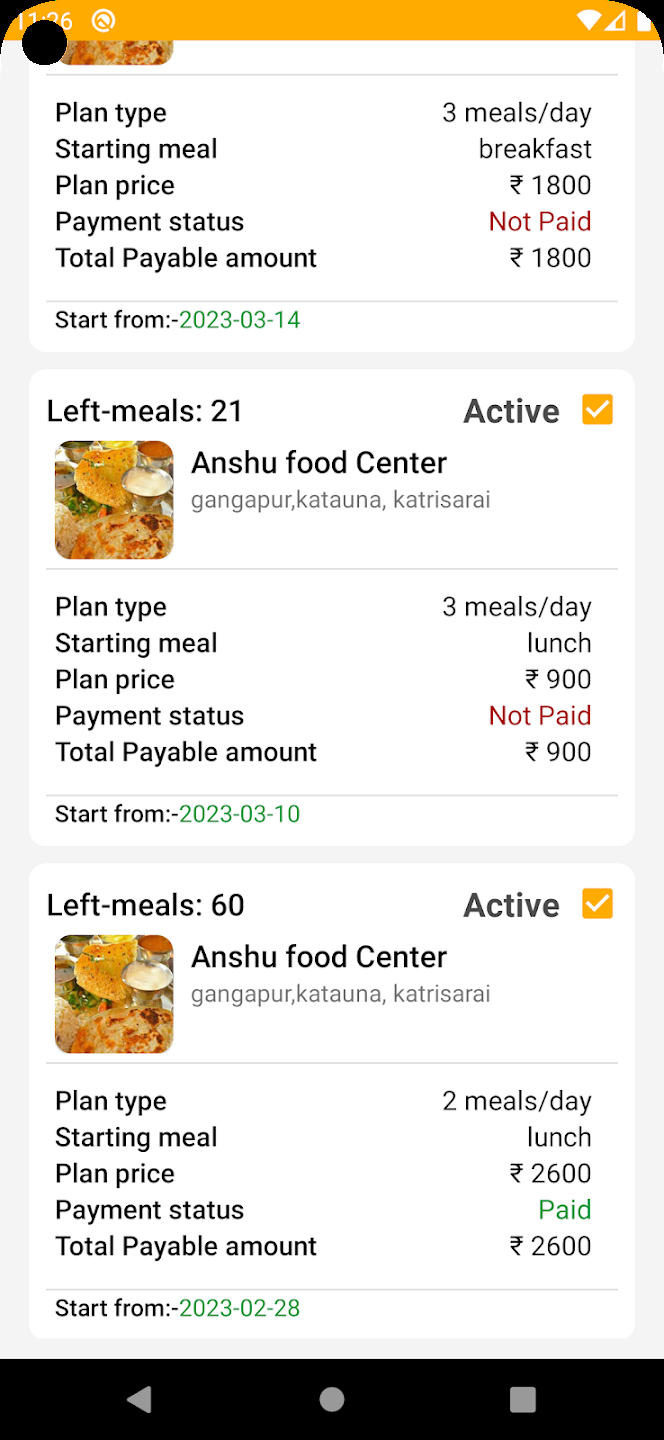 11:26
Plan type 3 meals/day
Starting meal breakfast
Plan price ₹ 1800
Payment status Not Paid
Total Payable amount ₹ 1800
Start from:-2023-03-14
Left-meals: 21 Active
Anshu food Center
gangapur,katauna, katrisarai
Plan type 3 meals/day
Starting meal lunch
Plan price ₹ 900
Payment status Not Paid
Total Payable amount ₹ 900
Start from:-2023-03-10
Left-meals: 60 Active
Anshu food Center
gangapur,katauna, katrisarai
Plan type 2 meals/day
Starting meal lunch
Plan price ₹ 2600
Payment status Paid
Total Payable amount ₹ 2600
Start from:-2023-02-28